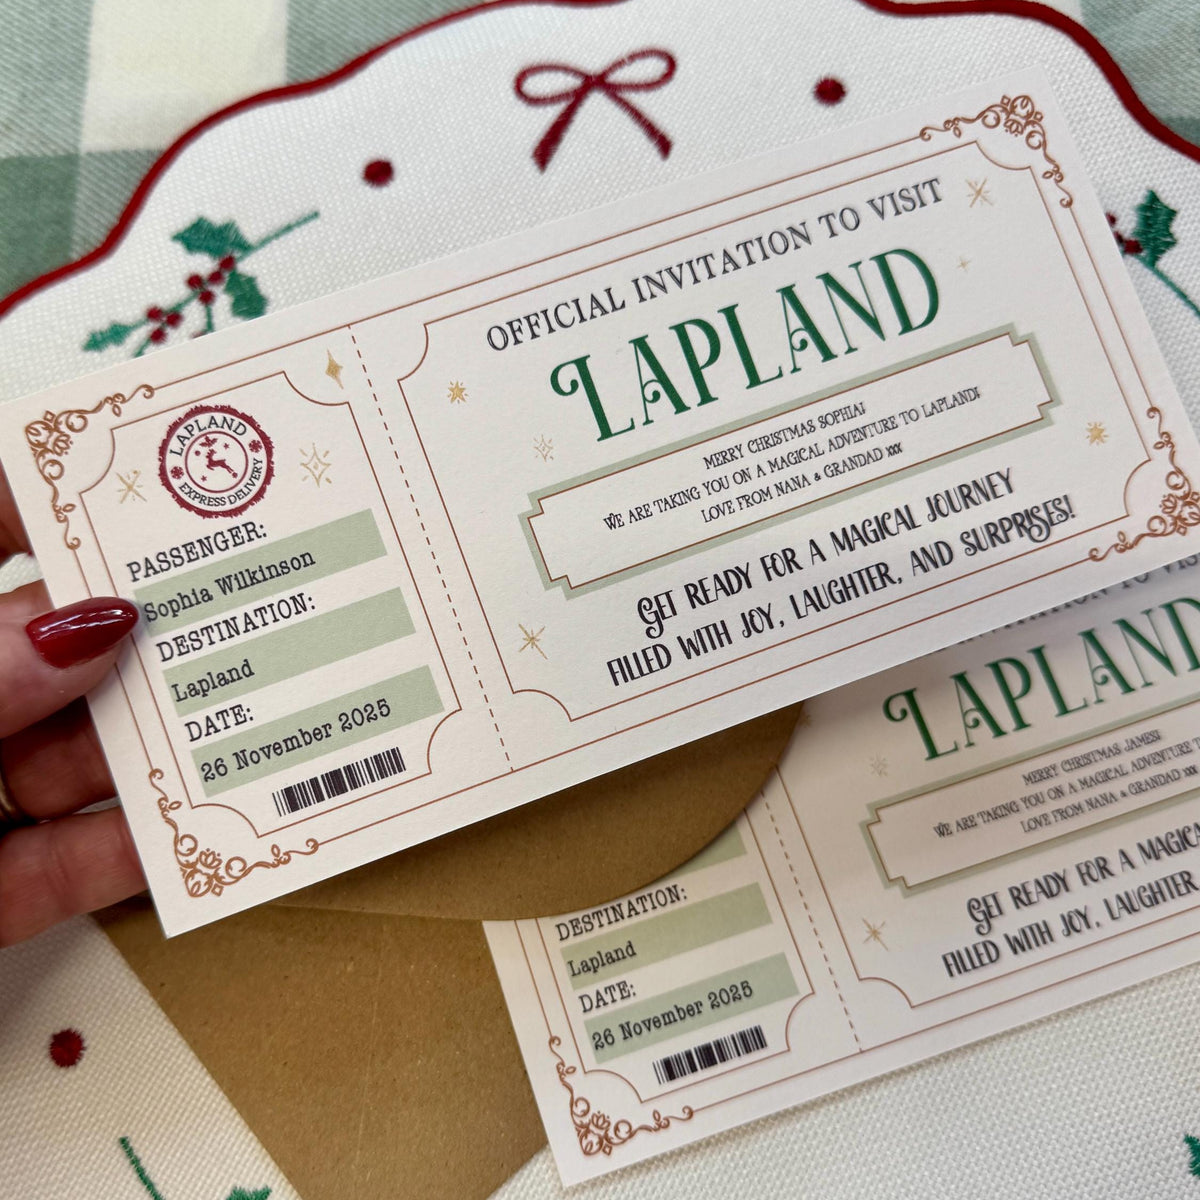 OFFICIAL INVITATION TO VISIT
LAPLAND
MERRY CHRISTMAS SOPHIA!
WE ARE TAKING YOU ON A MAGICAL ADVENTURE TO LAPLAND!
LOVE FROM NANA & GRANDAD XXX
GET READY FOR A MAGICAL JOURNEY
FILLED WITH JOY, LAUGHTER, AND SURPRISES!
LAPLAND
EXPRESS DELIVERY
PASSENGER:
Sophia Wilkinson
DESTINATION:
Lapland
DATE:
26 November 2025
LAPLAND
MERRY CHRISTMAS JAMES!
WE ARE TAKING YOU ON A MAGICAL ADVENTURE
LOVE FROM NANA & GRANDAD XXX
GET READY FOR A
FILLED WITH JOY, LAUGHTER
DESTINATION:
Lapland
DATE:
26 November 2025